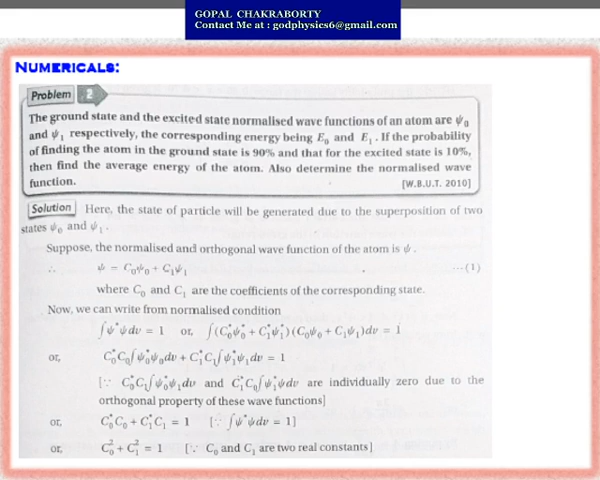 GOPAL CHAKRABORTY
Contact Me at : godphysics6@gmail.com
NUMERICALS:
Problem 2
The ground state and the excited state normalised wave functions of an atom are ψ₀
and ψ₁ respectively, the corresponding energy being E₀ and E₁. If the probability
of finding the atom in the ground state is 90% and that for the excited state is 10%,
then find the average energy of the atom. Also determine the normalised wave
function. [W.B.U.T. 2010]
Solution Here, the state of particle will be generated due to the superposition of two
states ψ₀ and ψ₁.
Suppose, the normalised and orthogonal wave function of the atom is ψ.
∴ ψ = C₀ψ₀ + C₁ψ₁ ...(1)
where C₀ and C₁ are the coefficients of the corresponding state.
Now, we can write from normalised condition
∫ψ*ψdv = 1 or, ∫(C₀*ψ₀* + C₁*ψ₁*)(C₀ψ₀ + C₁ψ₁)dv = 1
or, C₀*C₀∫ψ₀*ψ₀dv + C₁*C₁∫ψ₁*ψ₁dv = 1
[∵ C₀*C₁∫ψ₀*ψ₁dv and C₁*C₀∫ψ₁*ψdv are individually zero due to the
orthogonal property of these wave functions]
or, C₀*C₀ + C₁*C₁ = 1 [∵ ∫ψ*ψdv = 1]
or, C₀² + C₁² = 1 [∵ C₀ and C₁ are two real constants]